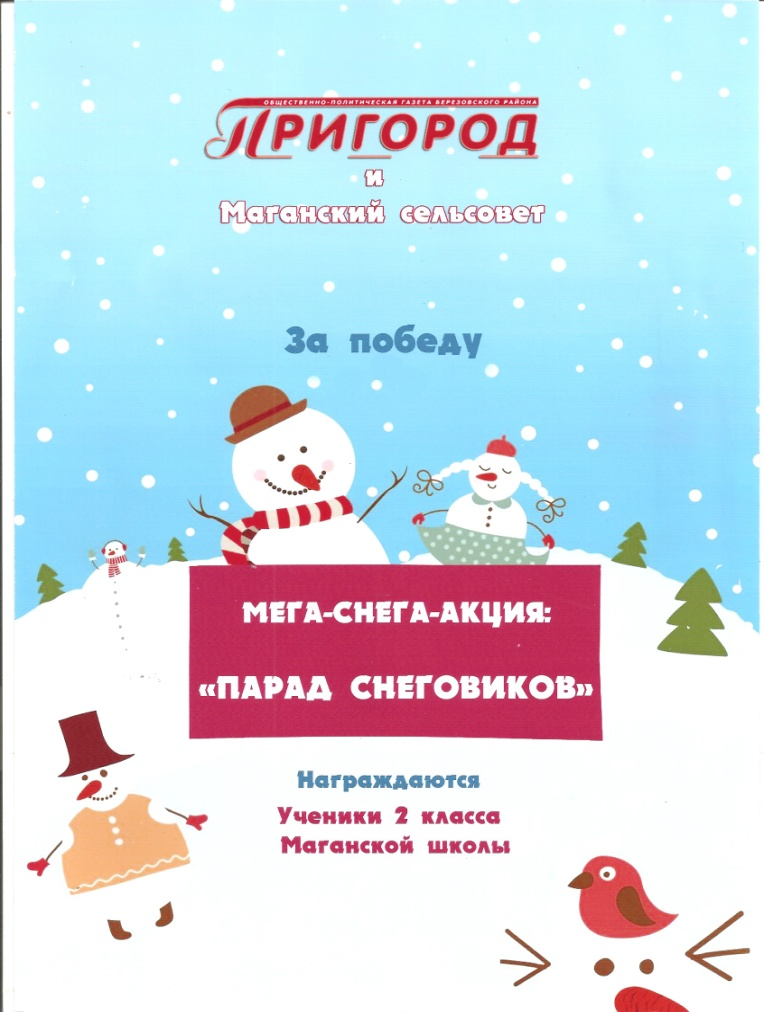 ОБЩЕСТВЕННО-ПОЛИТИЧЕСКАЯ ГАЗЕТА БЕРЕЗОВСКОГО РАЙОНА
ПРИГОРОД
и
Маганский сельсовет
За победу
МЕГА-СНЕГА-АКЦИЯ:
«ПАРАД СНЕГОВИКОВ»
Награждаются
Ученики 2 класса
Маганской школы